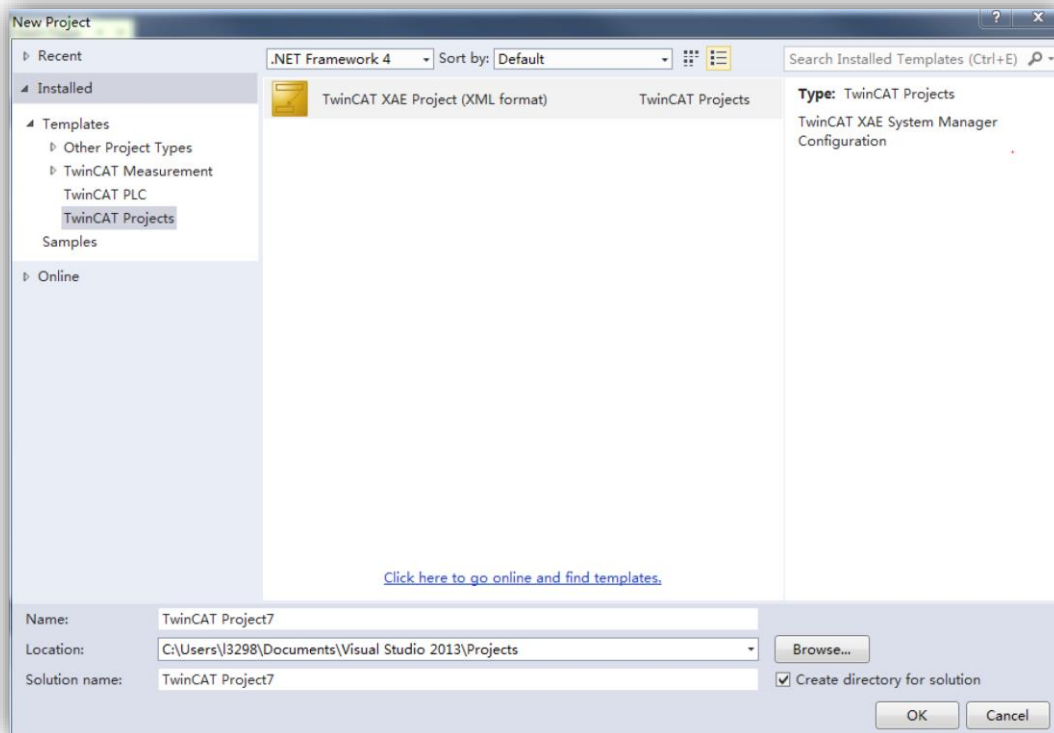 New Project
Recent
.NET Framework 4 Sort by: Default
Search Installed Templates (Ctrl+E)
Installed
Templates
Other Project Types
TwinCAT Measurement
TwinCAT PLC
TwinCAT Projects
Samples
Online
TwinCAT XAE Project (XML format) TwinCAT Projects
Type: TwinCAT Projects
TwinCAT XAE System Manager
Configuration
Click here to go online and find templates.
Name: TwinCAT Project7
Location: C:\Users\l3298\Documents\Visual Studio 2013\Projects Browse...
Solution name: TwinCAT Project7 Create directory for solution
OK Cancel